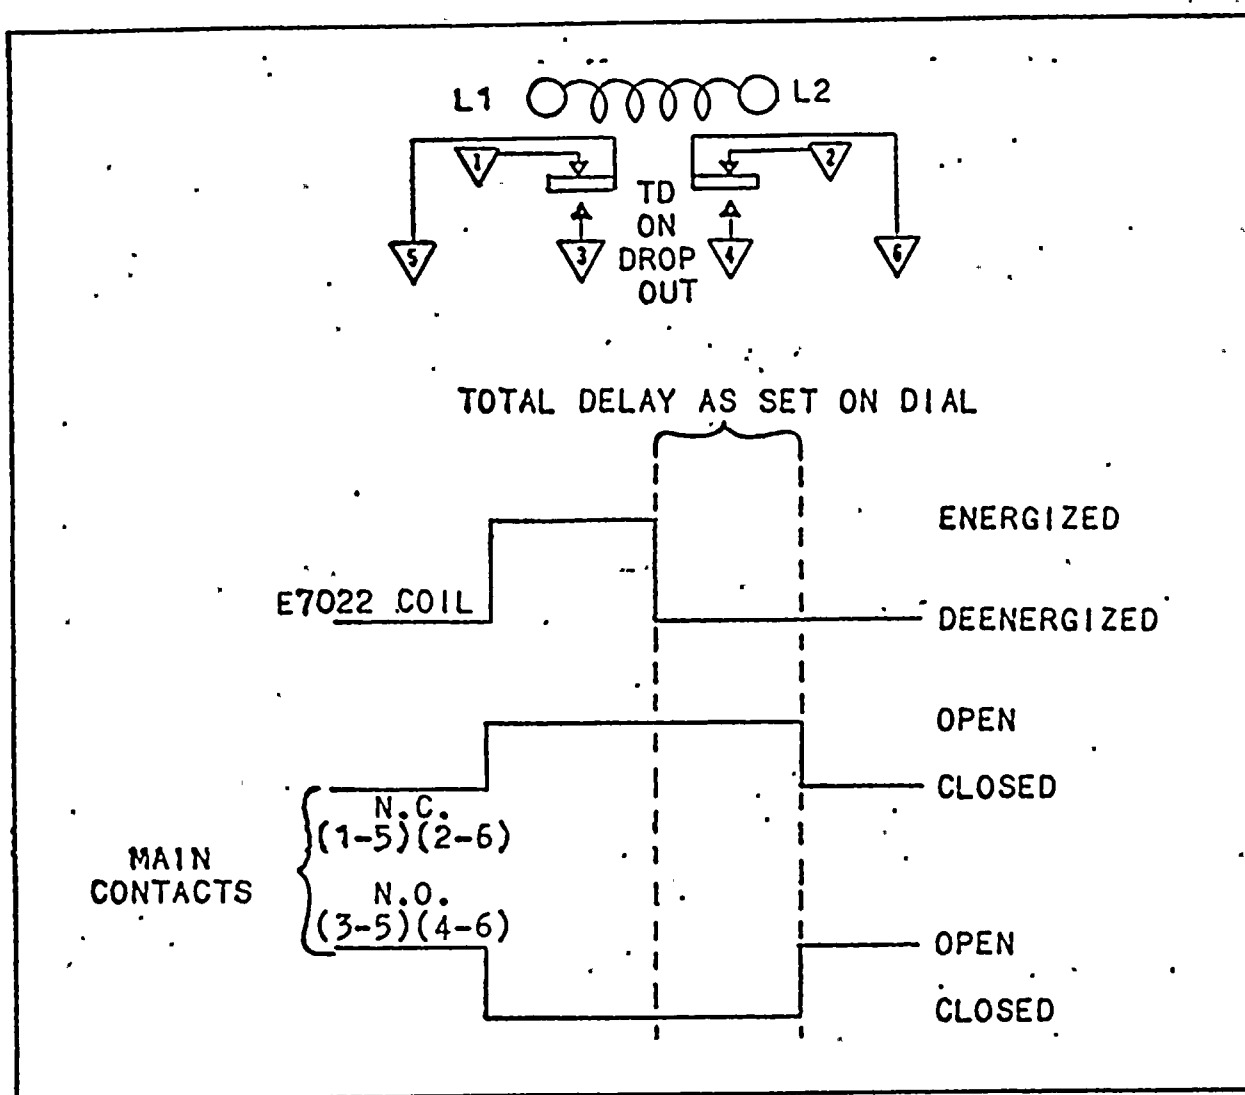 L1 L2
1 2
TD
ON
5 3 DROP 4 6
OUT
TOTAL DELAY AS SET ON DIAL
ENERGIZED
E7022 COIL
DEENERGIZED
OPEN
CLOSED
N.C.
(1-5)(2-6)
MAIN
CONTACTS
N.O.
(3-5)(4-6)
OPEN
CLOSED